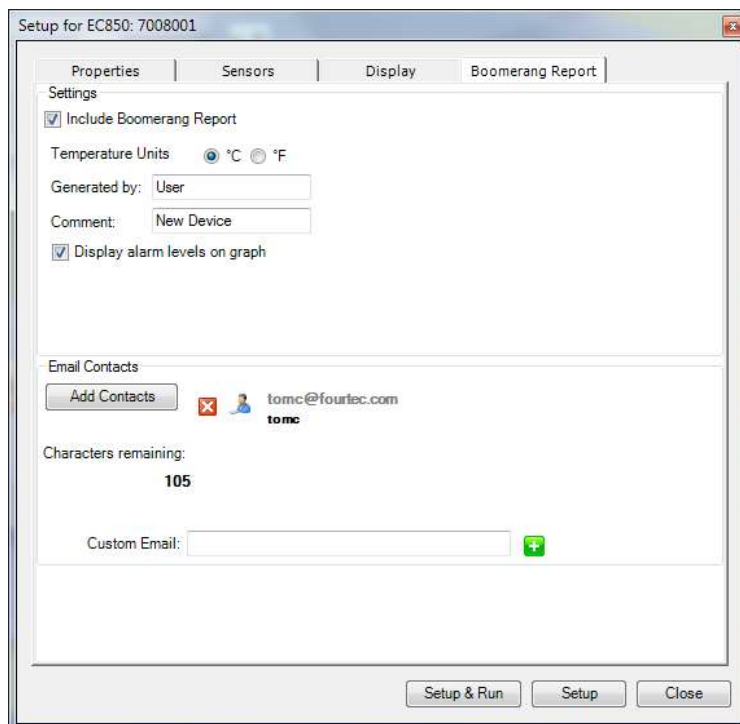 Setup for EC850: 7008001
Properties Sensors Display Boomerang Report
Settings
Include Boomerang Report
Temperature Units °C °F
Generated by: User
Comment: New Device
Display alarm levels on graph
Email Contacts
Add Contacts tomc@fourtec.com
tomc
Characters remaining:
105
Custom Email:
Setup & Run Setup Close